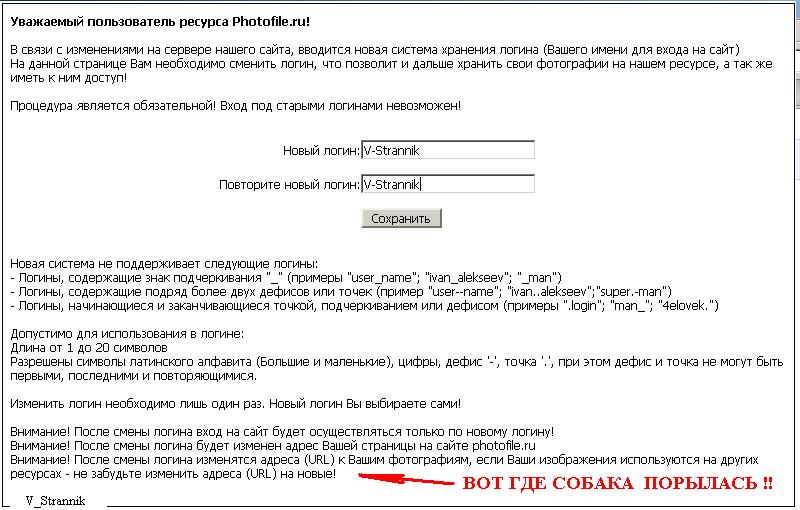 Уважаемый пользователь ресурса Photofile.ru!
В связи с изменениями на сервере нашего сайта, вводится новая система хранения логина (Вашего имени для входа на сайт)
На данной странице Вам необходимо сменить логин, что позволит и дальше хранить свои фотографии на нашем ресурсе, а так же
иметь к ним доступ!
Процедура является обязательной! Вход под старыми логинами невозможен!
Новый логин: V-Strannik
Повторите новый логин: V-Strannik
Сохранить
Новая система не поддерживает следующие логины:
- Логины, содержащие знак подчеркивания "_" (примеры "user_name"; "ivan_alekseev"; "_man")
- Логины, содержащие подряд более двух дефисов или точек (пример "user--name"; "ivan..alekseev";"super.-man")
- Логины, начинающиеся и заканчивающиеся точкой, подчеркиванием или дефисом (примеры ".login"; "man_"; "4elovek.")
Допустимо для использования в логине:
Длина от 1 до 20 символов
Разрешены символы латинского алфавита (Большие и маленькие), цифры, дефис '-', точка '.', при этом дефис и точка не могут быть
первыми, последними и повторяющимися.
Изменить логин необходимо лишь один раз. Новый логин Вы выбираете сами!
Внимание! После смены логина вход на сайт будет осуществляться только по новому логину!
Внимание! После смены логина будет изменен адрес Вашей страницы на сайте photofile.ru
Внимание! После смены логина изменятся адреса (URL) к Вашим фотографиям, если Ваши изображения используются на других
ресурсах - не забудьте изменить адреса (URL) на новые!
ВОТ ГДЕ СОБАКА ПОРЫЛАСЬ !!
V_Strannik